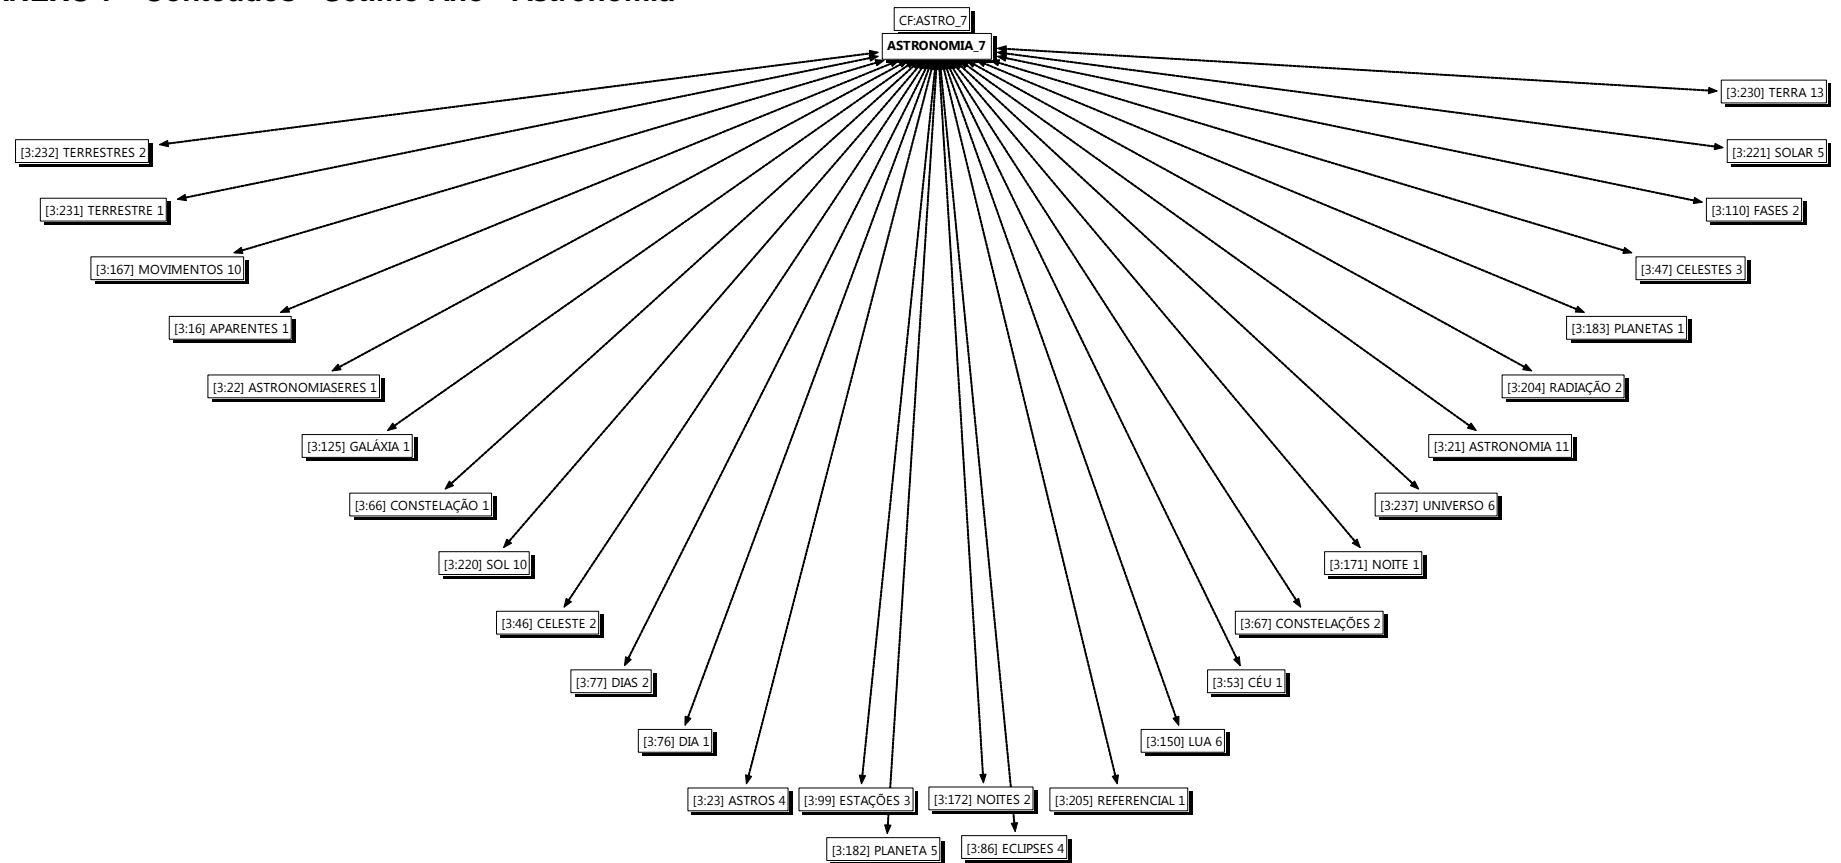 CF:ASTRO_7
ASTRONOMIA_7
[3:230] TERRA 13
[3:232] TERRESTRES 2
[3:221] SOLAR 5
[3:231] TERRESTRE 1
[3:110] FASES 2
[3:167] MOVIMENTOS 10
[3:47] CELESTES 3
[3:16] APARENTES 1
[3:183] PLANETAS 1
[3:22] ASTRONOMIASERES 1
[3:204] RADIAÇÃO 2
[3:125] GALÁXIA 1
[3:21] ASTRONOMIA 11
[3:66] CONSTELAÇÃO 1
[3:237] UNIVERSO 6
[3:220] SOL 10
[3:171] NOITE 1
[3:46] CELESTE 2
[3:67] CONSTELAÇÕES 2
[3:77] DIAS 2
[3:53] CÉU 1
[3:76] DIA 1
[3:150] LUA 6
[3:23] ASTROS 4
[3:99] ESTAÇÕES 3
[3:172] NOITES 2
[3:205] REFERENCIAL 1
[3:182] PLANETA 5
[3:86] ECLIPSES 4